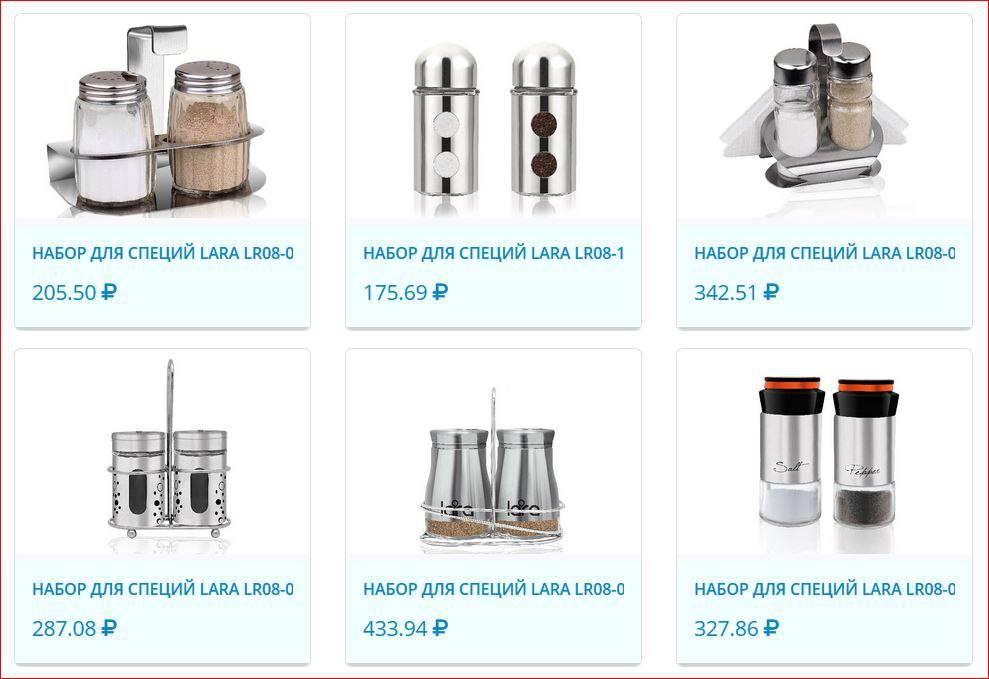 НАБОР ДЛЯ СПЕЦИЙ LARA LR08-0
205.50 ₽
НАБОР ДЛЯ СПЕЦИЙ LARA LR08-1
175.69 ₽
НАБОР ДЛЯ СПЕЦИЙ LARA LR08-0
342.51 ₽
lara
lara
Salt
Pepper
НАБОР ДЛЯ СПЕЦИЙ LARA LR08-0
287.08 ₽
НАБОР ДЛЯ СПЕЦИЙ LARA LR08-0
433.94 ₽
НАБОР ДЛЯ СПЕЦИЙ LARA LR08-0
327.86 ₽